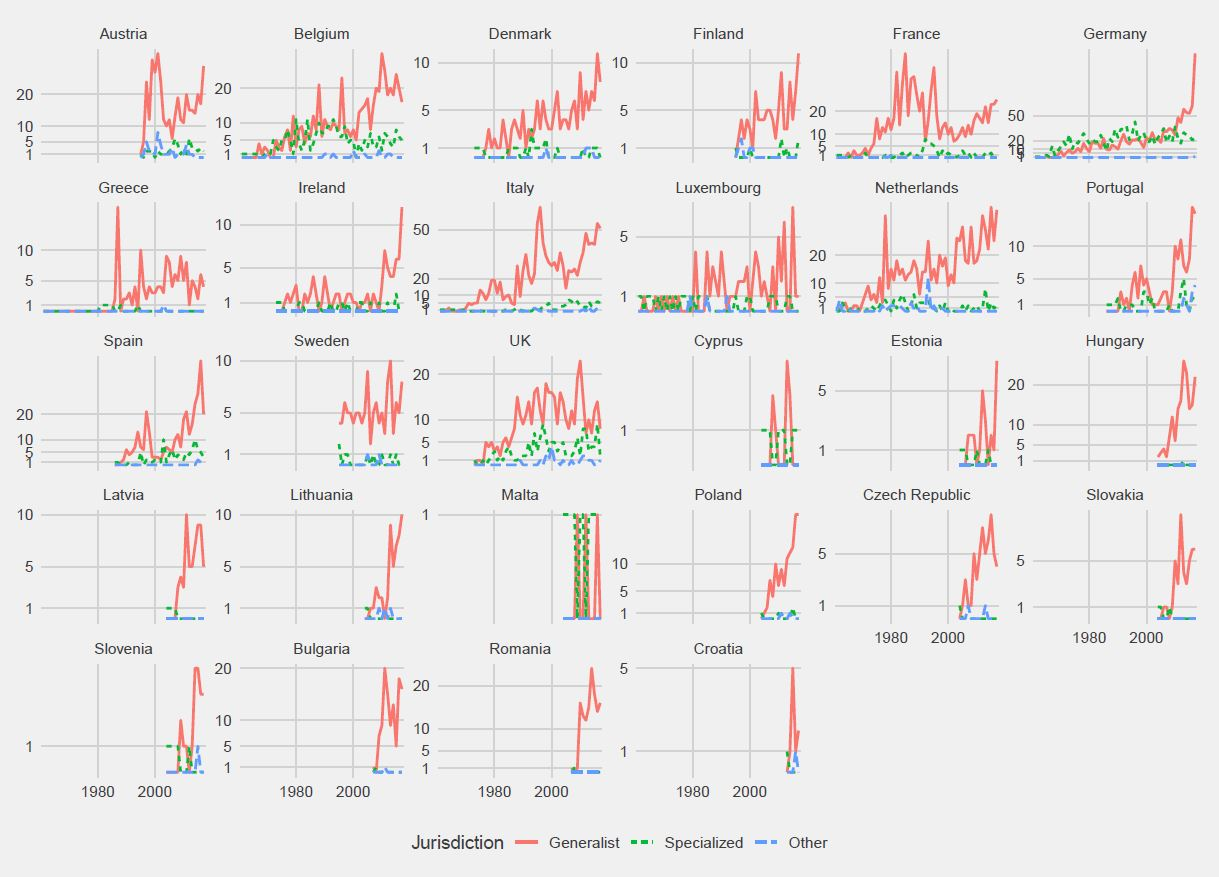 Austria Belgium Denmark Finland France Germany
20 10 5 1
20 10 5 1
10 5 1
10 5 1
20 10 5 1
50 20 10 5 1
Greece Ireland Italy Luxembourg Netherlands Portugal
10 5 1
10 5 1
50 20 10 5 1
5 1
20 10 5 1
10 5 1
Spain Sweden UK Cyprus Estonia Hungary
20 10 5 1
10 5 1
20 10 5 1
1
5 1
20 10 5 1
Latvia Lithuania Malta Poland Czech Republic Slovakia
10 5 1
10 5 1
1
10 5 1
5 1
5 1
1980 2000 1980 2000
Slovenia Bulgaria Romania Croatia
1
20 10 5 1
20 10 5 1
5 1
1980 2000 1980 2000 1980 2000 1980 2000
Jurisdiction Generalist Specialized Other